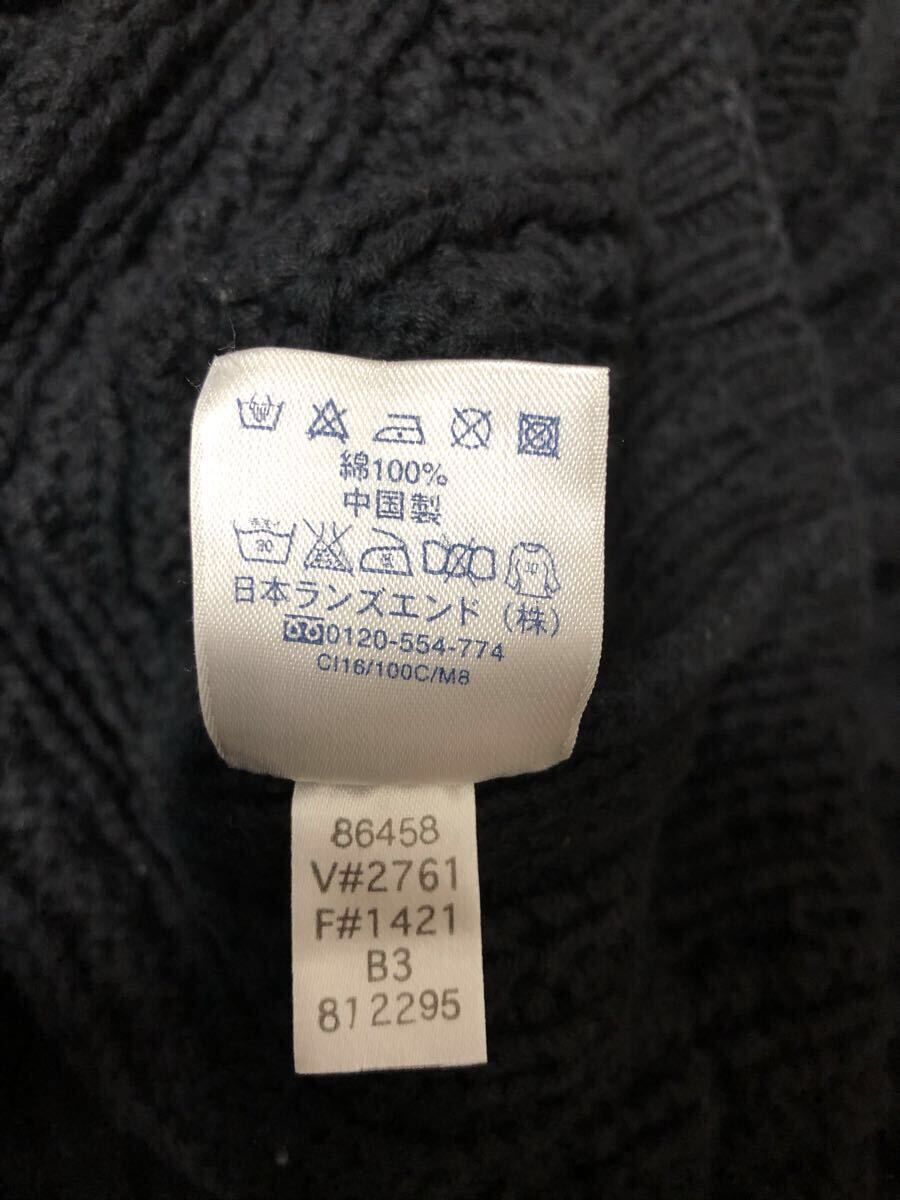 綿100%
中国製
30
日本ランズエンド(株)
0120-554-774
CI16/100C/M8
86458
V#2761
F#1421
B3
812295